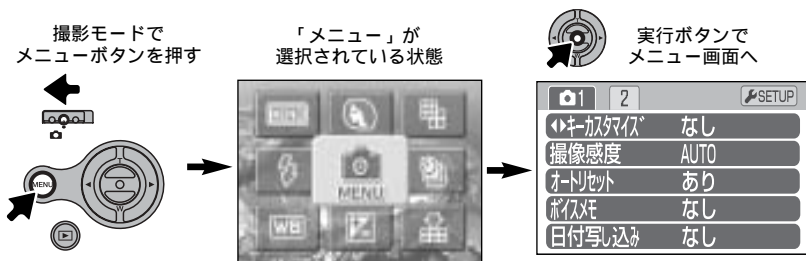 撮影モードで
メニューボタンを押す
MENU
W
「メニュー」が
選択されている状態
MENU
WB
実行ボタンで
メニュー画面へ
1 2 SETUP
キーカスタマイズ なし
撮像感度 AUTO
オートリセット あり
ボイスメモ なし
日付写し込み なし